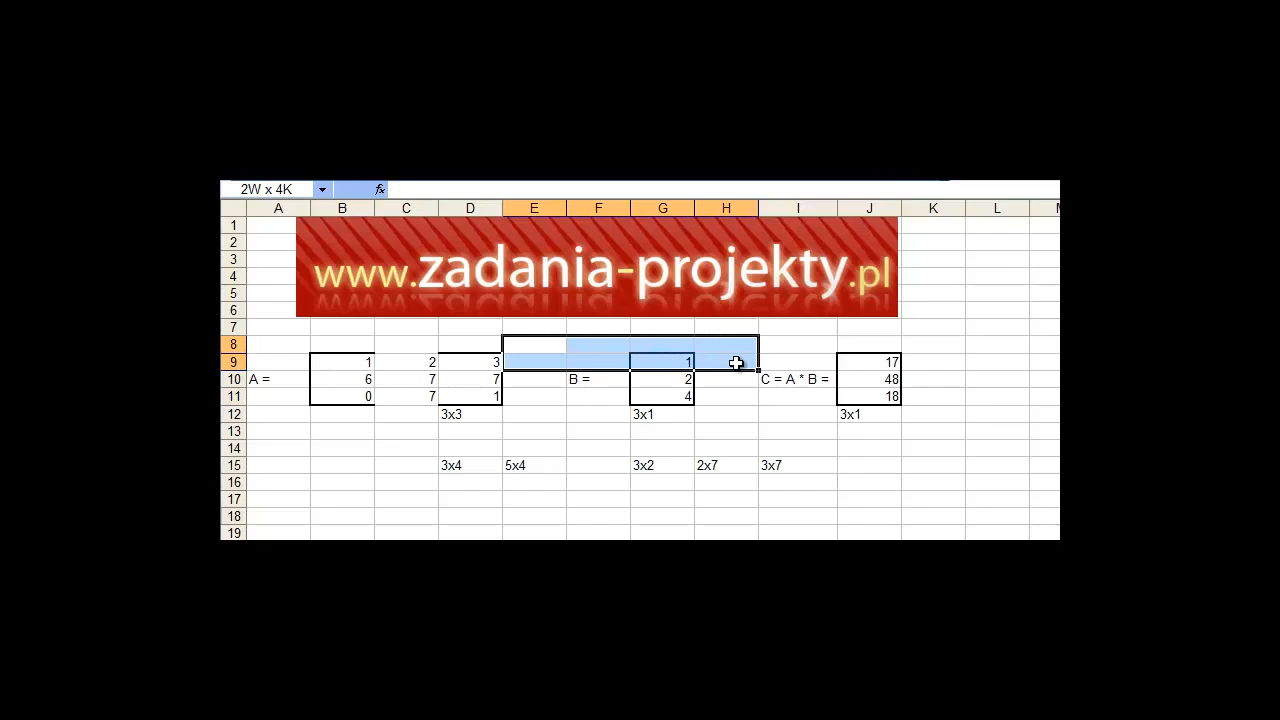 2W x 4K fx
A B C D E F G H I J K L
1
2
3 www.zadania-projekty.pl
4
5
6
7
8
9 1 2 3 1 17
10 A = 6 7 7 B = 2 C = A * B = 48
11 0 7 1 4 18
12 3x3 3x1 3x1
13
14
15 3x4 5x4 3x2 2x7 3x7
16
17
18
19